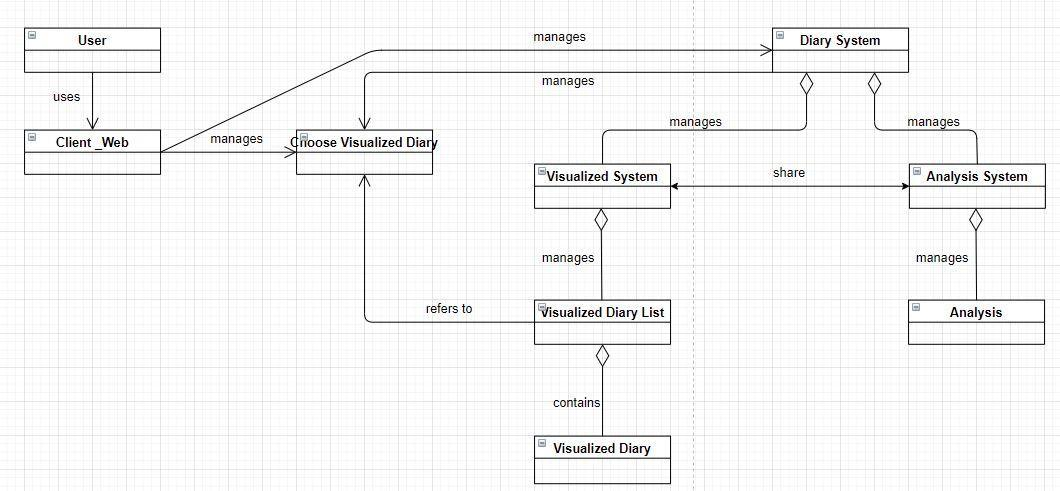 User
manages
Diary System
manages
uses
Client _Web
manages
Choose Visualized Diary
manages
manages
Visualized System
share
Analysis System
manages
manages
refers to
Visualized Diary List
Analysis
contains
Visualized Diary